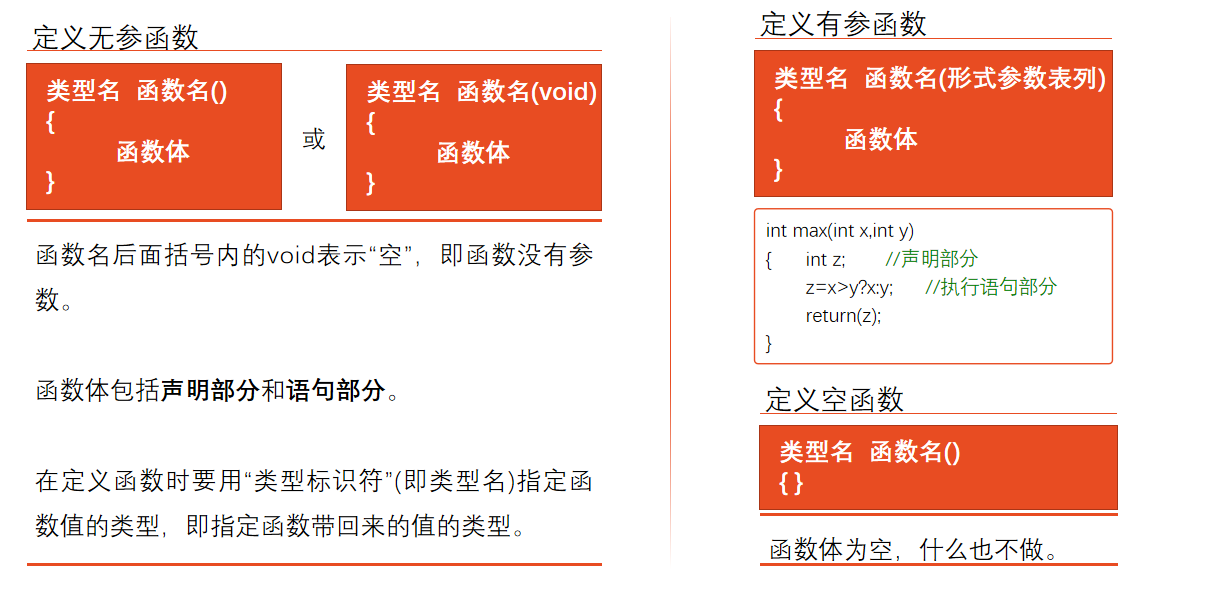 定义无参函数
类型名 函数名()
{
函数体
}
或
类型名 函数名(void)
{
函数体
}
函数名后面括号内的void表示“空”，即函数没有参
数。
函数体包括声明部分和语句部分。
在定义函数时要用“类型标识符”(即类型名)指定函
数值的类型，即指定函数带回来的值的类型。
定义有参函数
类型名 函数名(形式参数表列)
{
函数体
}
int max(int x,int y)
{ int z; //声明部分
z=x>y?x:y; //执行语句部分
return(z);
}
定义空函数
类型名 函数名()
{ }
函数体为空，什么也不做。